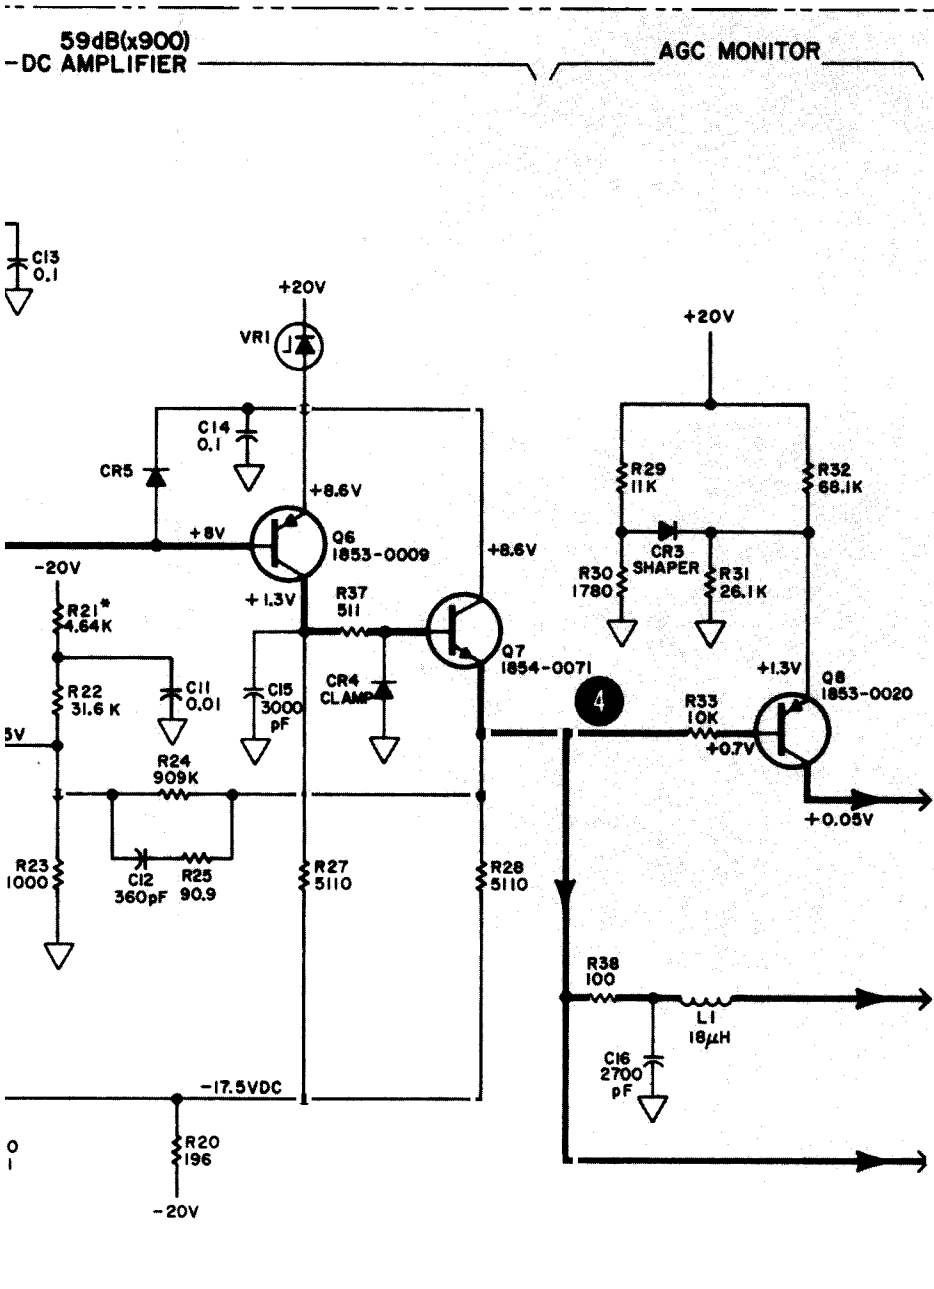 59dB(x900)
DC AMPLIFIER
AGC MONITOR
C13
0.1
+20V
VR1
+20V
C14
0.1
CR5
+8.6V
R29
11K
R32
68.1K
+8V
Q6
1853-0009
+8.6V
CR3
SHAPER
-20V
R30
1780
R31
26.1K
R21*
4.64K
+1.3V
R37
511
Q7
1854-0071
+1.3V
Q8
1853-0020
R22
31.6K
C11
0.01
C15
3000
pF
CR4
CLAMP
4
R33
10K
5V
+0.7V
R24
909K
+0.05V
R23
1000
C12
360pF
R25
90.9
R27
5110
R28
5110
R38
100
L1
18μH
C16
2700
pF
-17.5VDC
0
1
R20
196
-20V